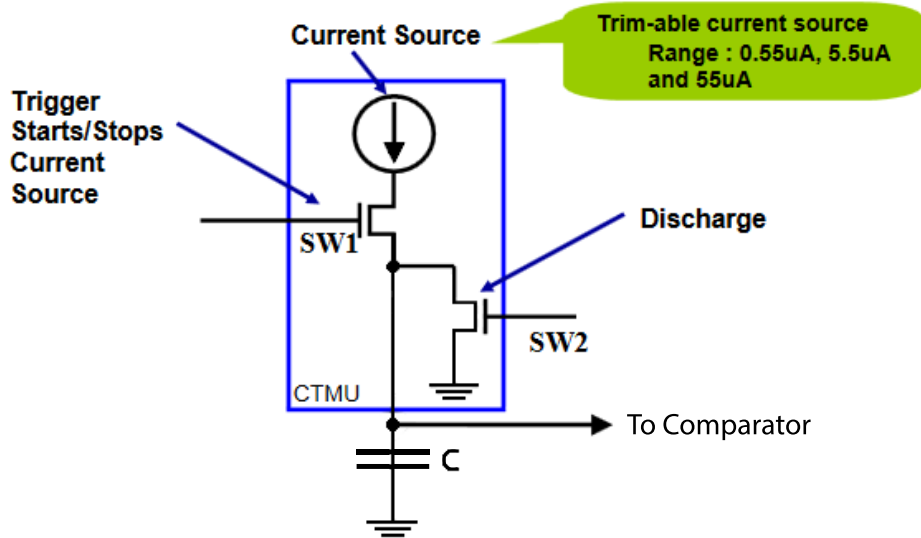 Current Source
Trim-able current source
Range : 0.55uA, 5.5uA
and 55uA
Trigger
Starts/Stops
Current
Source
SW1
Discharge
SW2
CTMU
To Comparator
C